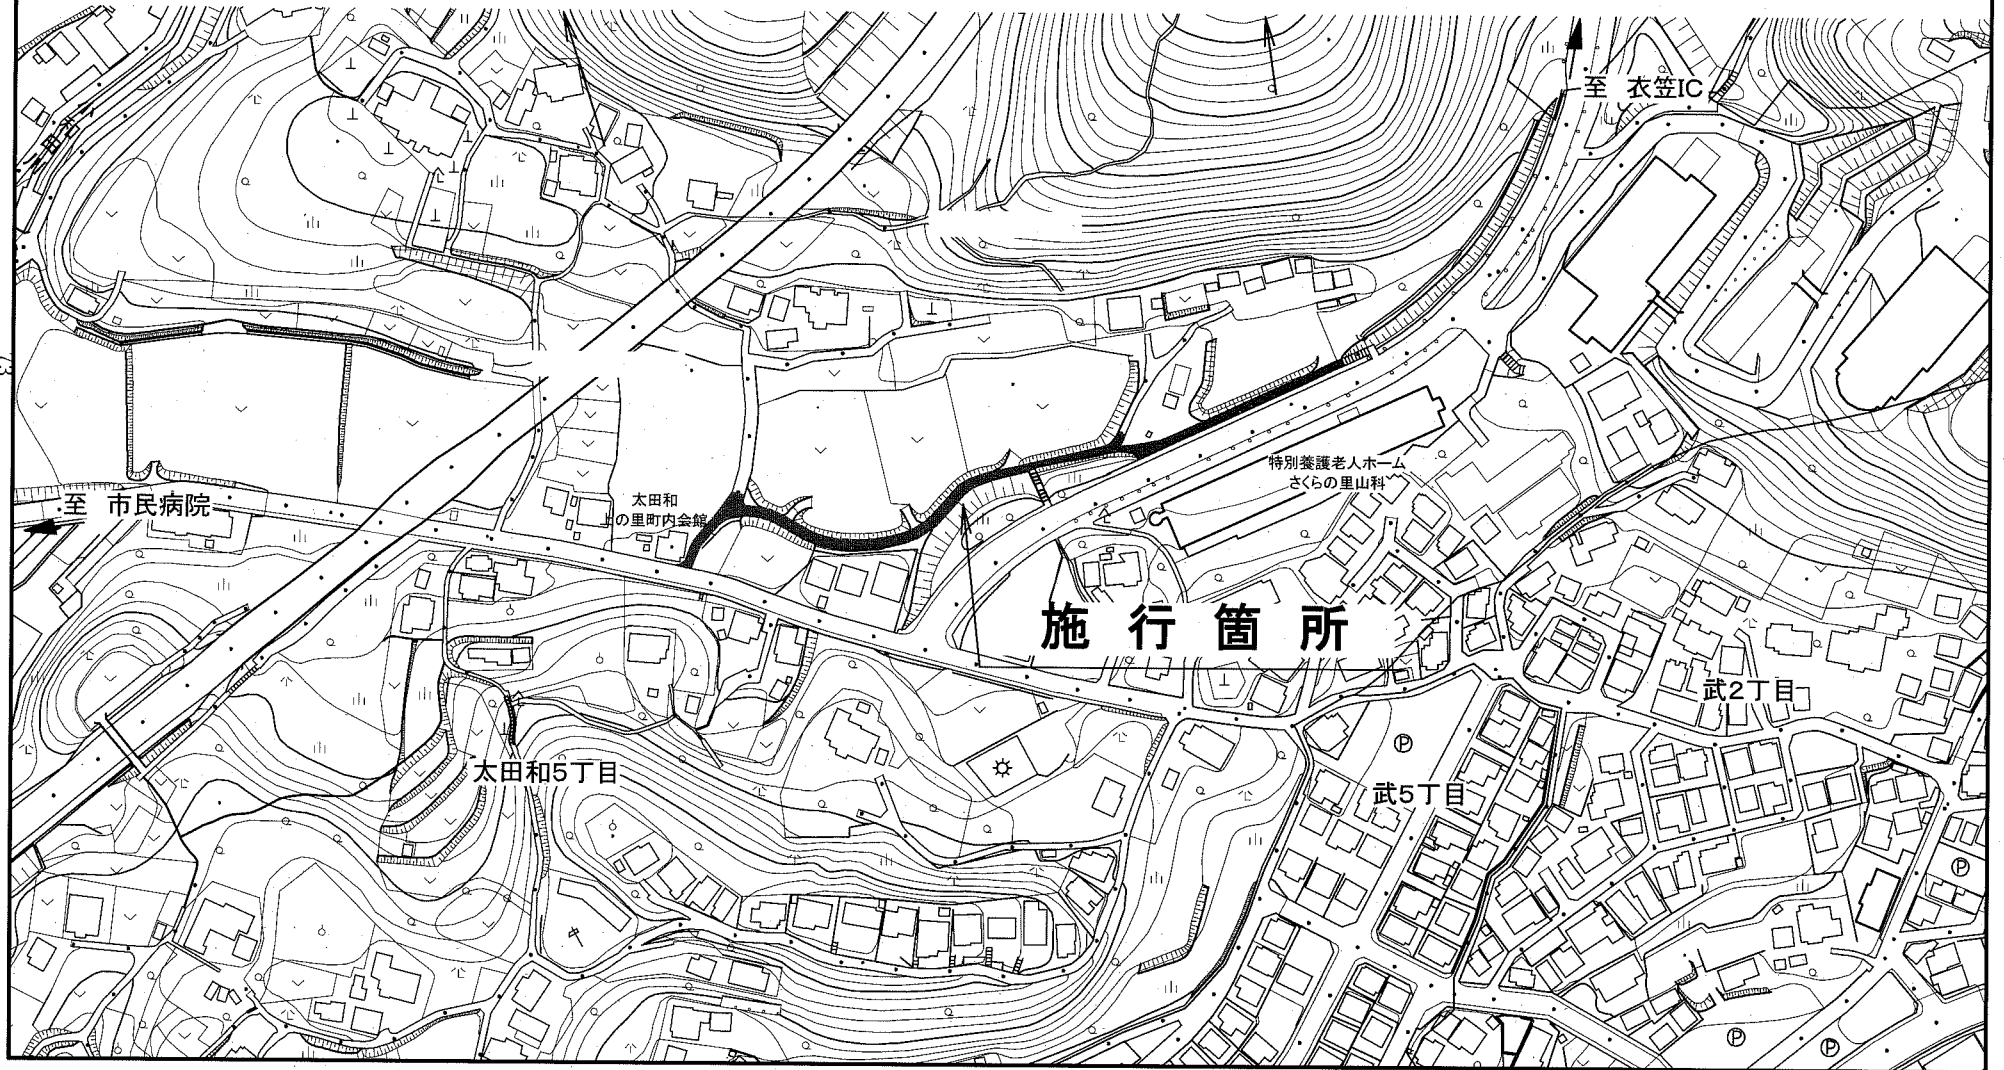 至 衣笠IC
特別養護老人ホーム
さくらの里山科
至 市民病院
太田和
上の里町内会館
施行箇所
武2丁目
太田和5丁目
武5丁目
P
P
P
P